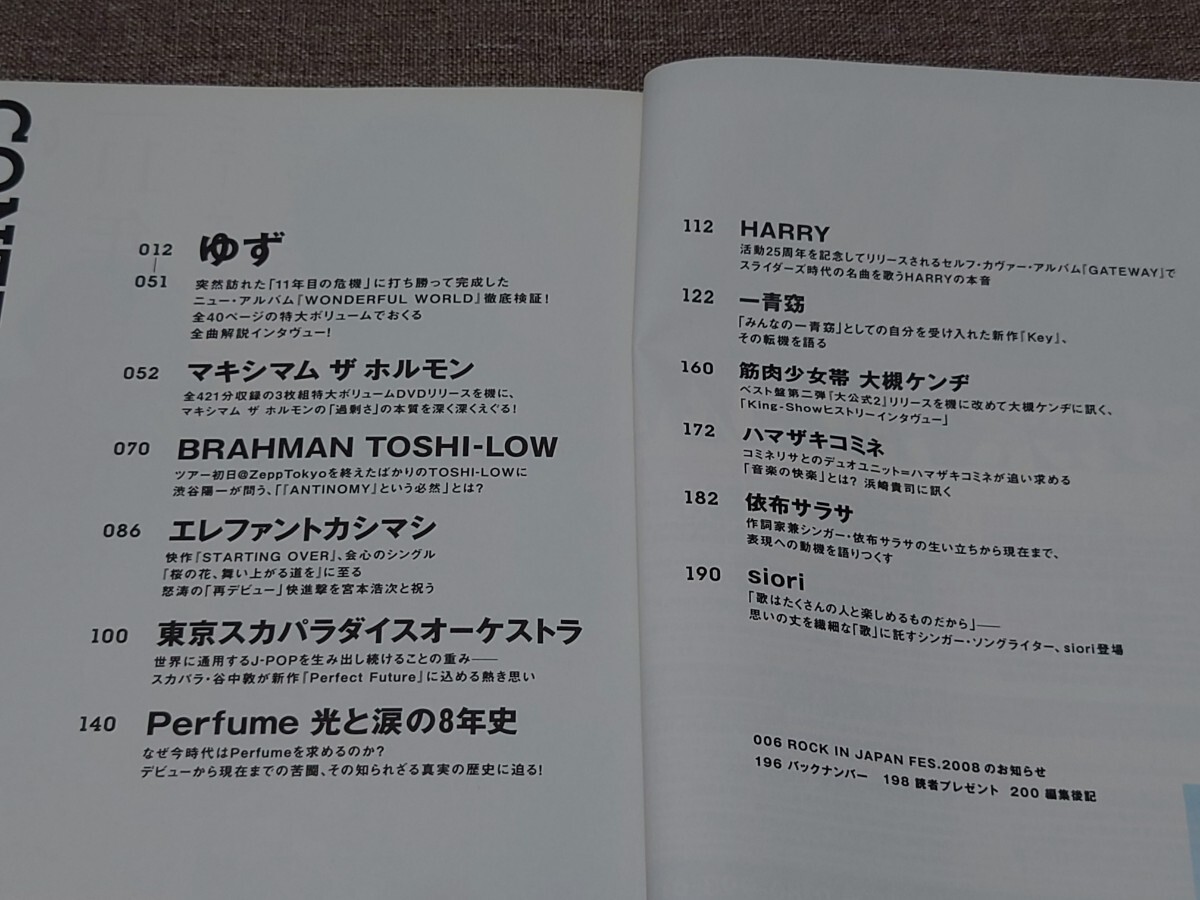 CONTE
012
051
ゆず
突然訪れた「11年目の危機」に打ち勝って完成した
ニュー・アルバム『WONDERFUL WORLD』徹底検証!
全40ページの特大ボリュームでおくる
全曲解説インタヴュー!
052 マキシマム ザ ホルモン
全421分収録の3枚組特大ボリュームDVDリリースを機に、
マキシマム ザ ホルモンの「過剰さ」の本質を深く深くえぐる!
070 BRAHMAN TOSHI-LOW
ツアー初日@ZeppTokyoを終えたばかりのTOSHI-LOWに
渋谷陽一が問う、「『ANTINOMY』という必然」とは?
086 エレファントカシマシ
快作『STARTING OVER』、会心のシングル
『桜の花、舞い上がる道を』に至る
怒涛の「再デビュー」快進撃を宮本浩次と祝う
100 東京スカパラダイスオーケストラ
世界に通用するJ-POPを生み出し続けることの重み——
スカパラ・谷中敦が新作『Perfect Future』に込める熱き思い
140 Perfume 光と涙の8年史
なぜ今時代はPerfumeを求めるのか?
デビューから現在までの苦闘、その知られざる真実の歴史に迫る!
112 HARRY
活動25周年を記念してリリースされるセルフ・カヴァー・アルバム『GATEWAY』で
スライダーズ時代の名曲を歌うHARRYの本音
122 一青窈
「みんなの一青窈」としての自分を受け入れた新作『Key』、
その転機を語る
160 筋肉少女帯 大槻ケンヂ
ベスト盤第二弾『大公式2』リリースを機に改めて大槻ケンヂに訊く、
「King-Showヒストリーインタヴュー」
172 ハマザキコミネ
コミネリサとのデュオユニット=ハマザキコミネが追い求める
「音楽の快楽」とは? 浜崎貴司に訊く
182 依布サラサ
作詞家兼シンガー・依布サラサの生い立ちから現在まで、
表現への動機を語りつくす
190 siori
「歌はたくさんの人と楽しめるものだから」——
思いの丈を繊細な「歌」に託すシンガー・ソングライター、siori登場
006 ROCK IN JAPAN FES.2008のお知らせ
196 バックナンバー 198 読者プレゼント 200 編集後記